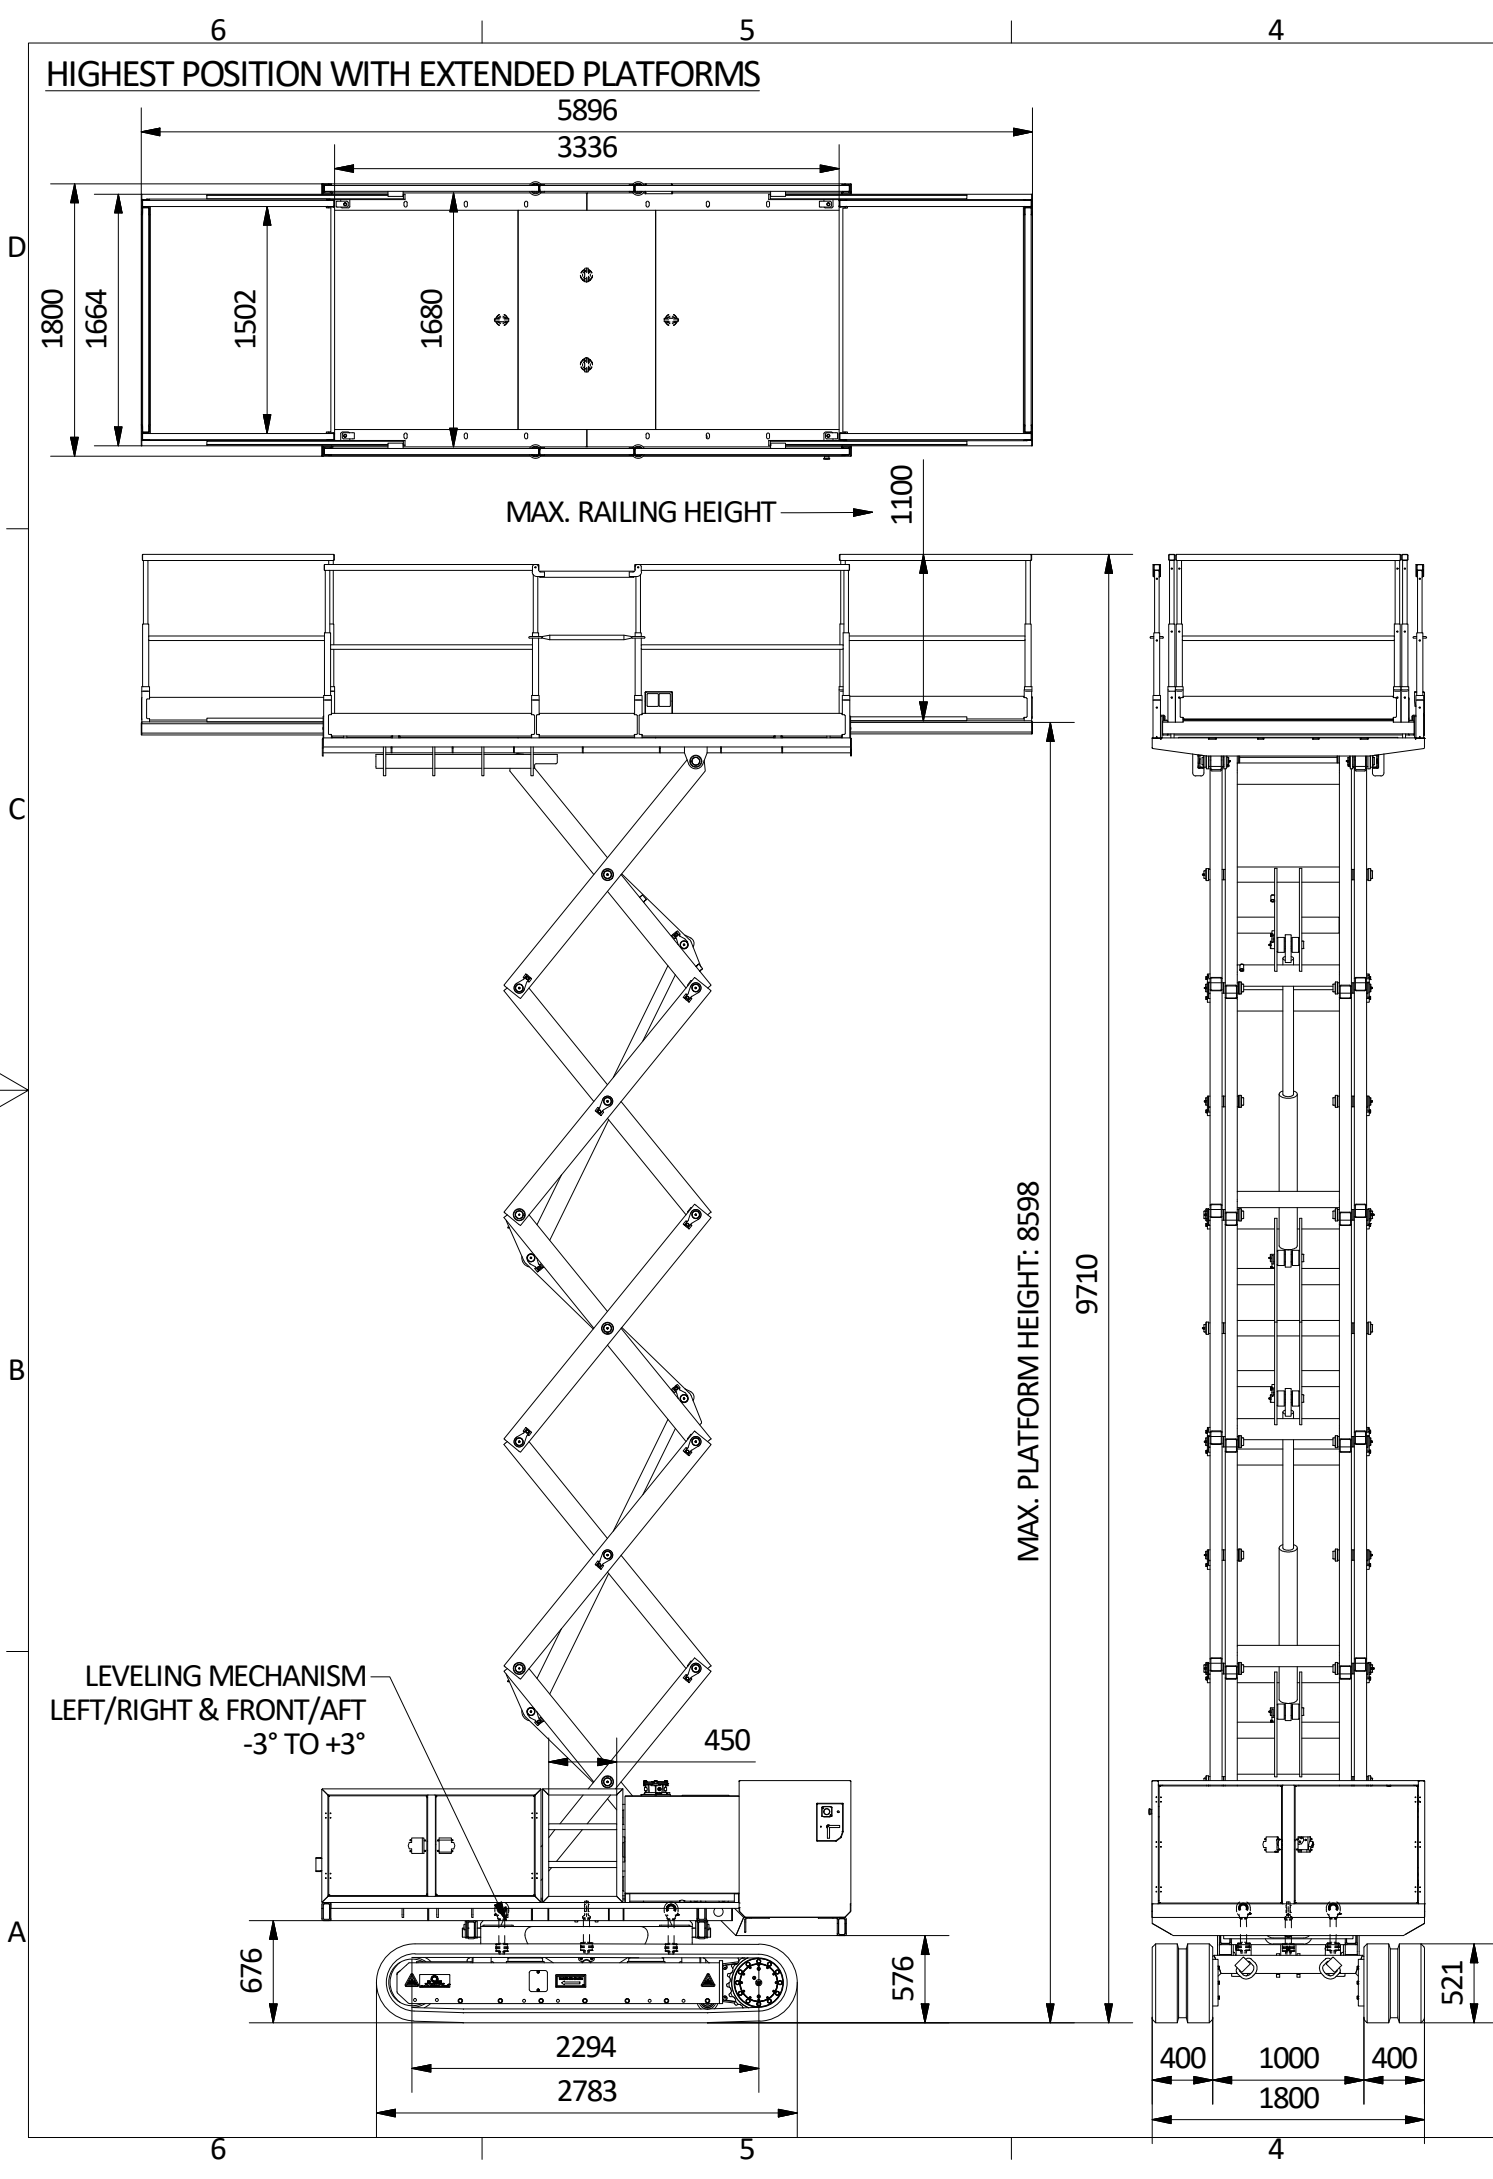 6 5 4
HIGHEST POSITION WITH EXTENDED PLATFORMS
5896
3336
D
1800
1664
1502
1680
MAX. RAILING HEIGHT
1100
C
MAX. PLATFORM HEIGHT: 8598
9710
B
LEVELING MECHANISM
LEFT/RIGHT & FRONT/AFT
-3° TO +3°
450
A
676
576
521
2294
2783
400 1000 400
1800
6 5 4